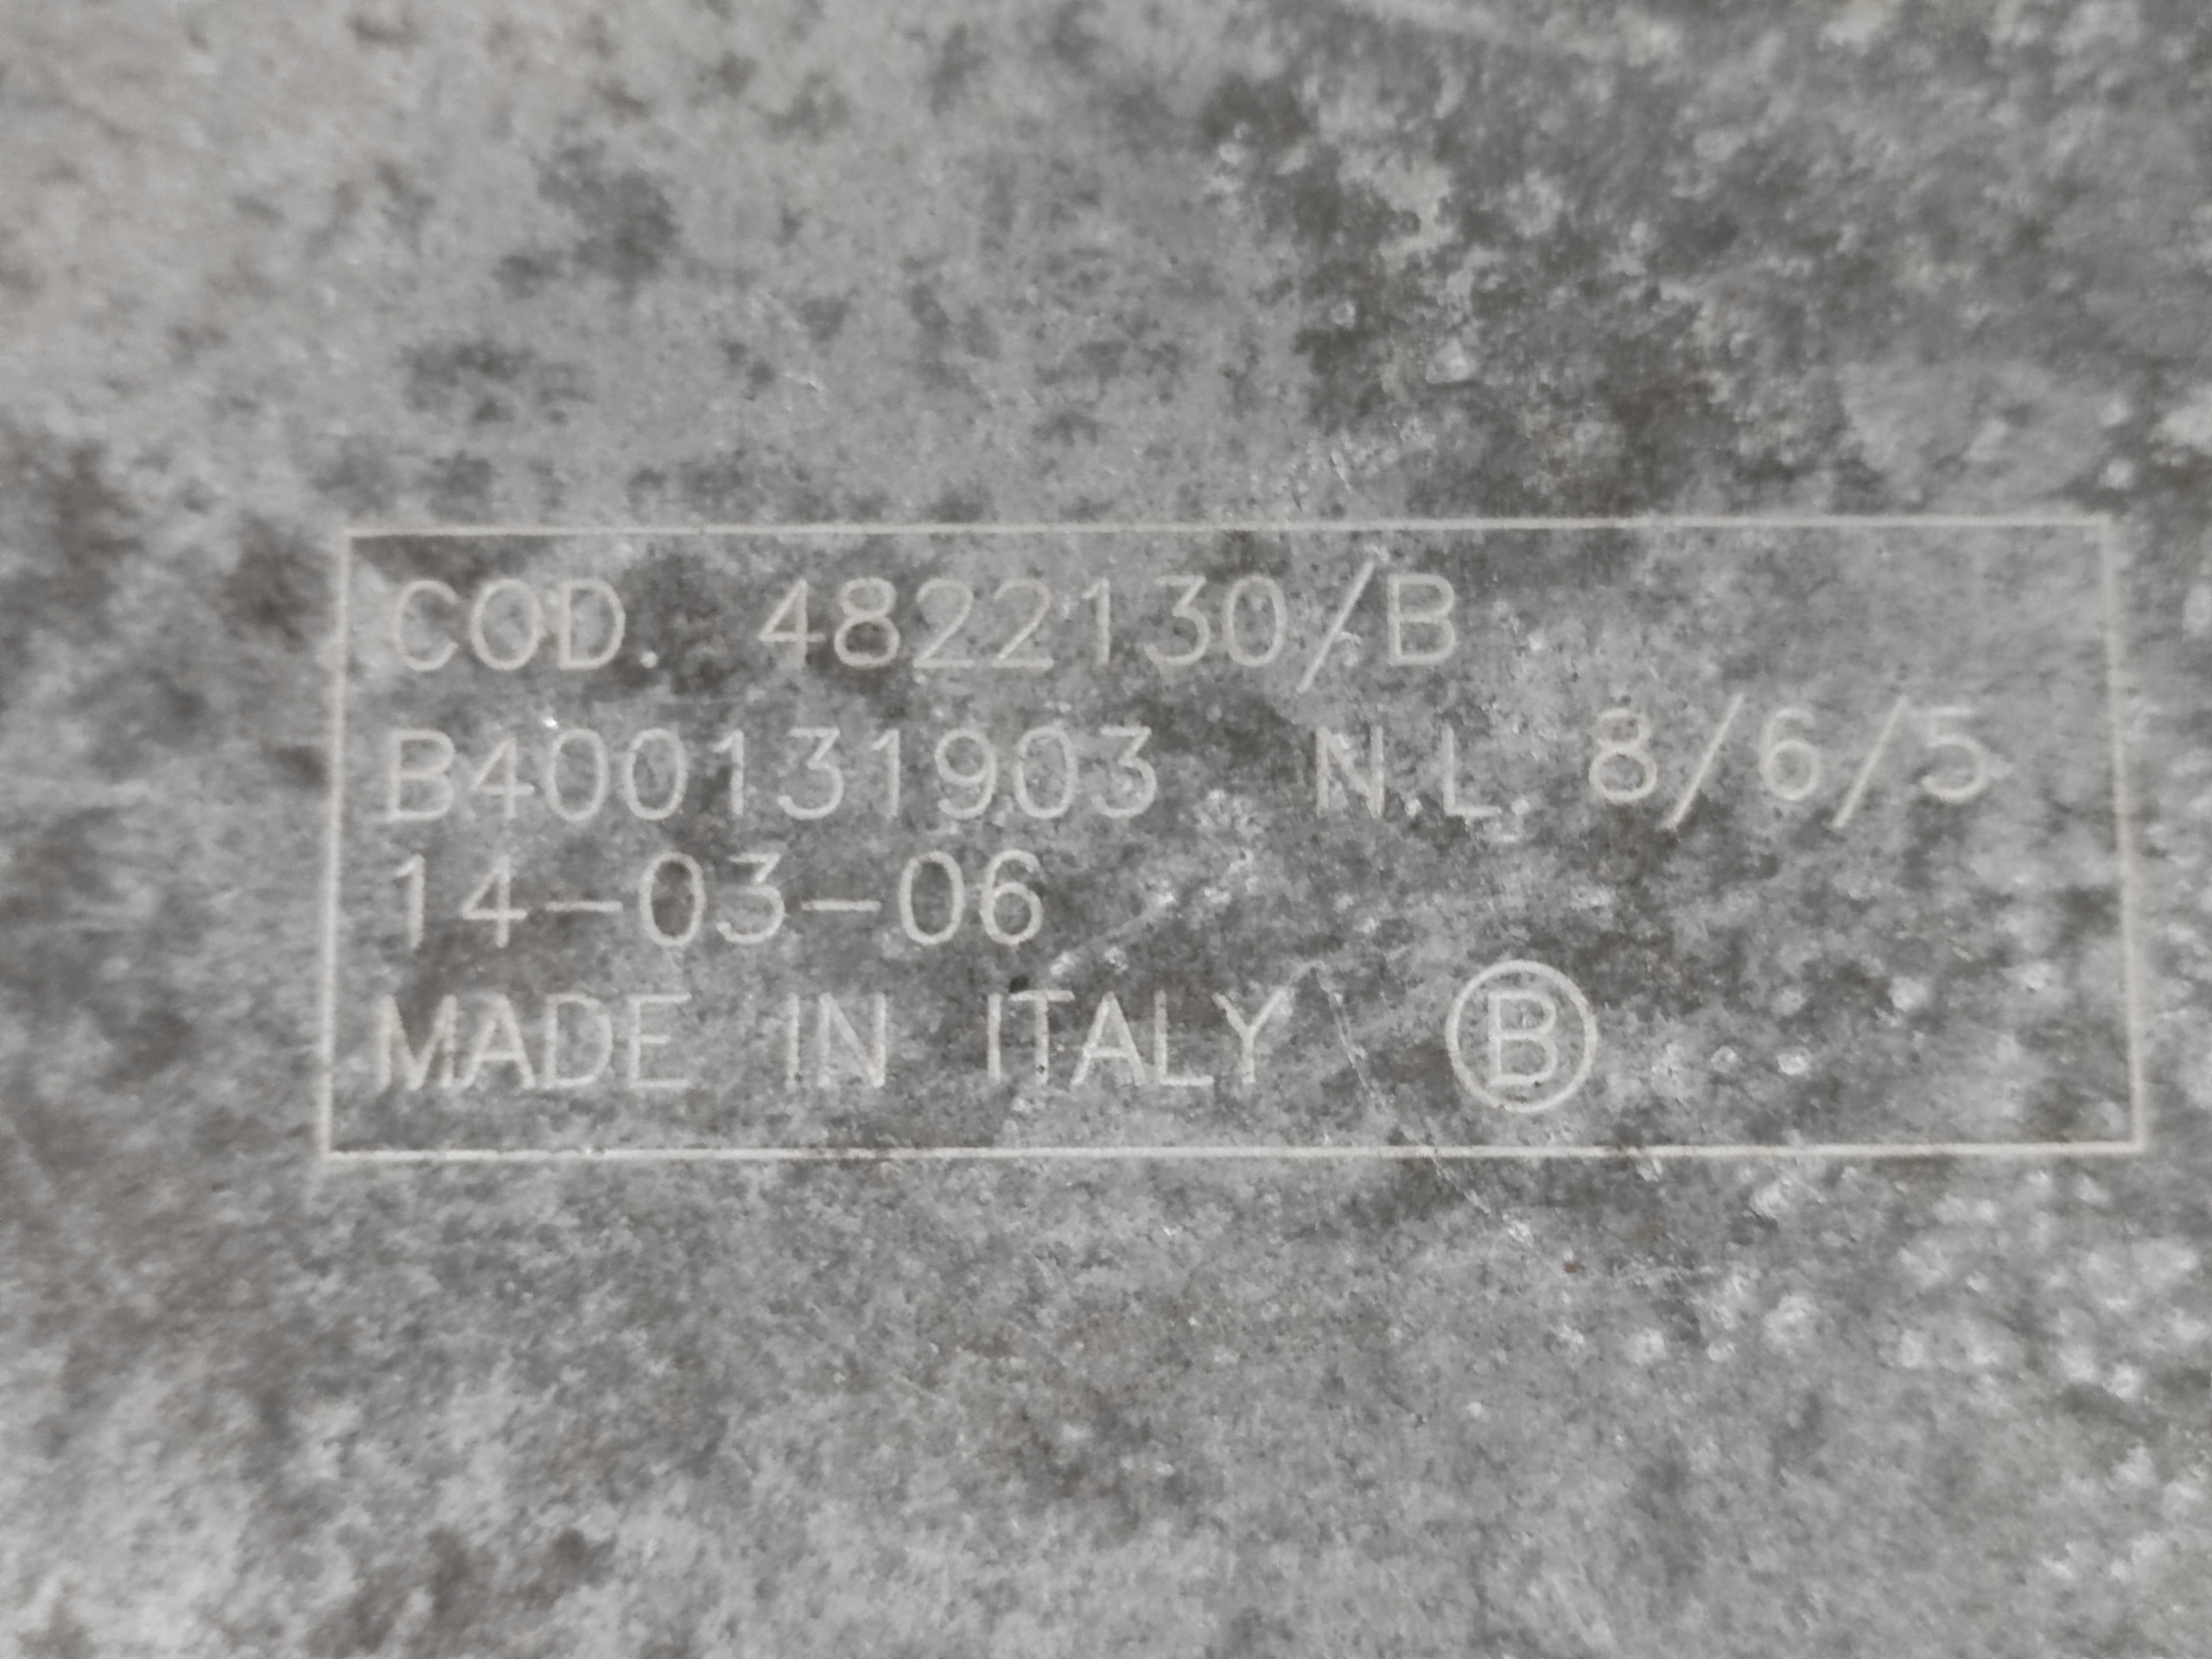 COD. 4822130/B
B400131903 N.L. 8/6/5
14-03-06
MADE IN ITALY B